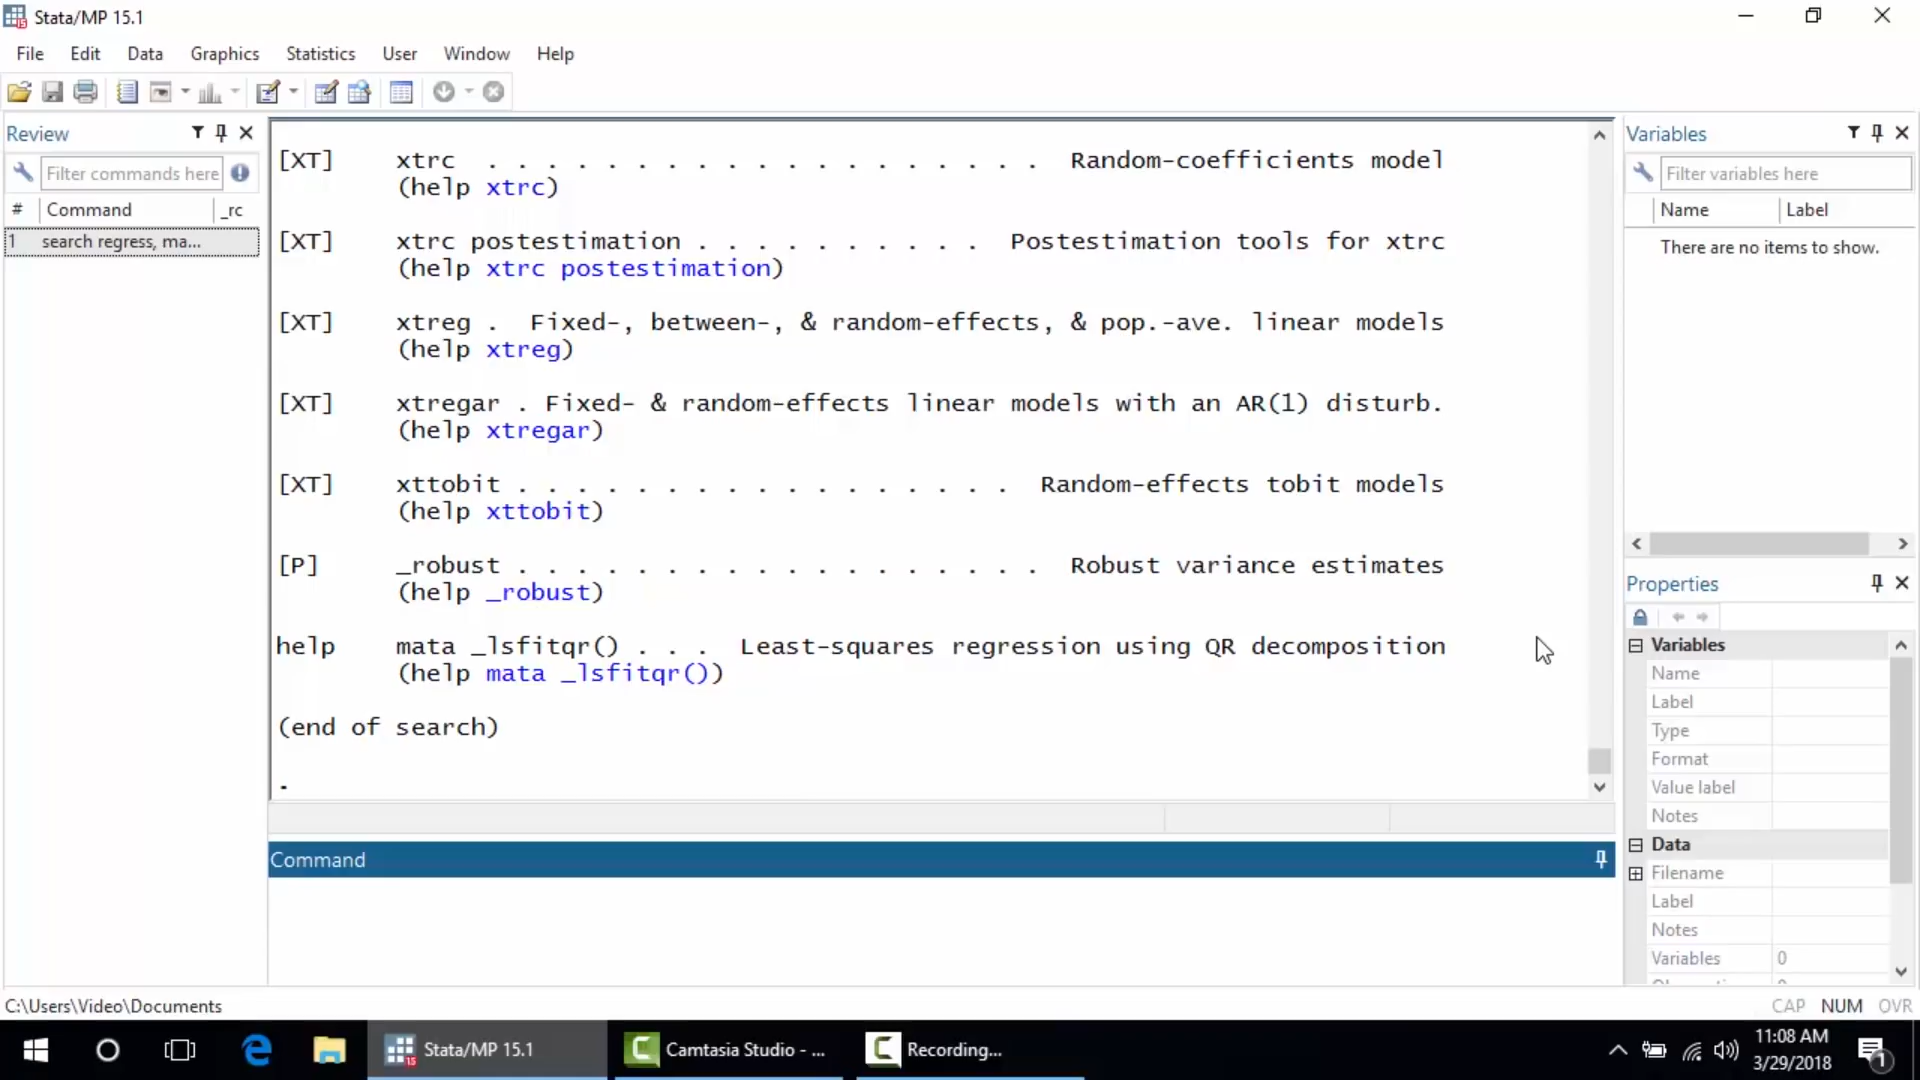 Stata/MP 15.1
File Edit Data Graphics Statistics User Window Help
Review
Filter commands here
# Command _rc
1 search regress, ma...
[XT] xtrc . . . . . . . . . . . . . . . . . . . Random-coefficients model
(help xtrc)
[XT] xtrc postestimation . . . . . . . . . . Postestimation tools for xtrc
(help xtrc postestimation)
[XT] xtreg . Fixed-, between-, & random-effects, & pop.-ave. linear models
(help xtreg)
[XT] xtregar . Fixed- & random-effects linear models with an AR(1) disturb.
(help xtregar)
[XT] xttobit . . . . . . . . . . . . . . . . . Random-effects tobit models
(help xttobit)
[P] _robust . . . . . . . . . . . . . . . . . . Robust variance estimates
(help _robust)
help mata _lsfitqr() . . . Least-squares regression using QR decomposition
(help mata _lsfitqr())
(end of search)
.
Command
Variables
Filter variables here
Name Label
There are no items to show.
Properties
Variables
Name
Label
Type
Format
Value label
Notes
Data
Filename
Label
Notes
Variables 0
C:\Users\Video\Documents
CAP NUM OVR
Stata/MP 15.1
Camtasia Studio - ...
Recording...
11:08 AM
3/29/2018
1